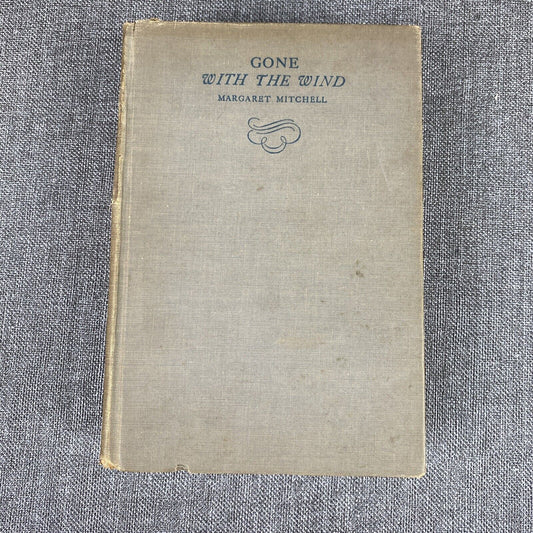 GONE
WITH THE WIND
MARGARET MITCHELL